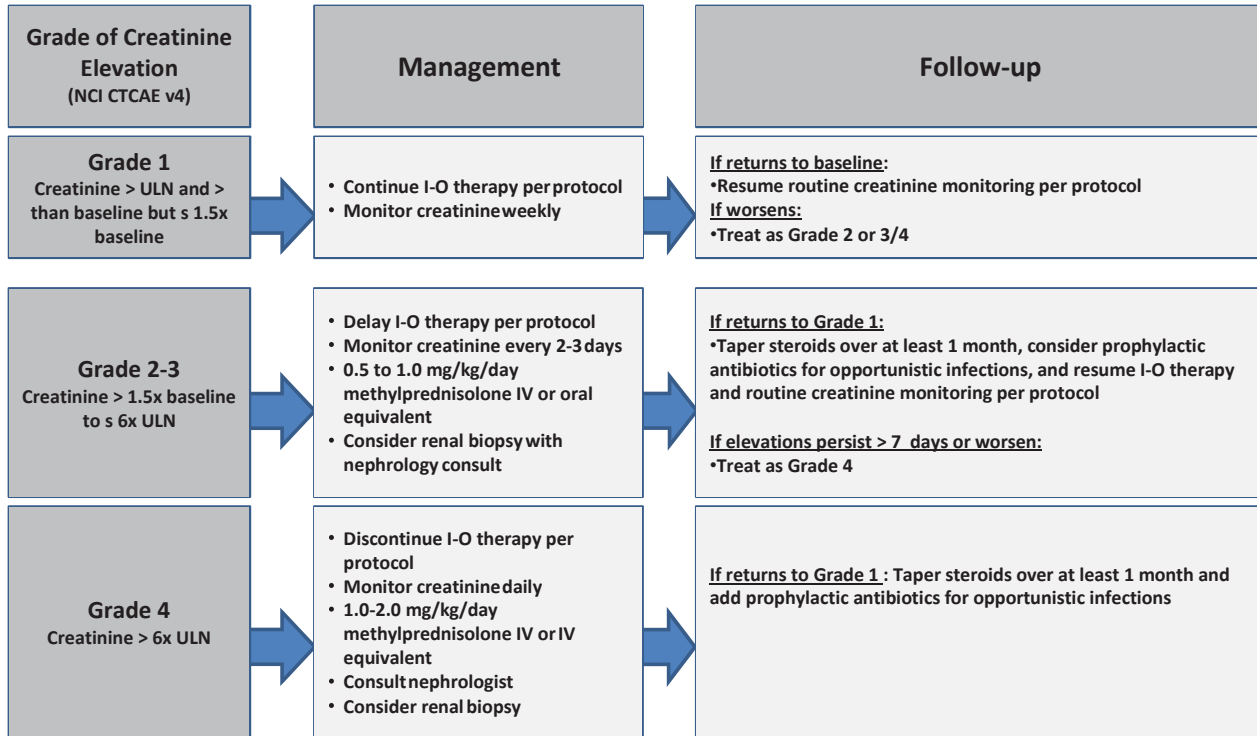 Grade of Creatinine
Elevation
(NCI CTCAE v4)
Management
Follow-up
Grade 1
Creatinine > ULN and >
than baseline but s 1.5x
baseline
• Continue I-O therapy per protocol
• Monitor creatinine weekly
If returns to baseline:
•Resume routine creatinine monitoring per protocol
If worsens:
•Treat as Grade 2 or 3/4
Grade 2-3
Creatinine > 1.5x baseline
to s 6x ULN
• Delay I-O therapy per protocol
• Monitor creatinine every 2-3 days
• 0.5 to 1.0 mg/kg/day
methylprednisolone IV or oral
equivalent
• Consider renal biopsy with
nephrology consult
If returns to Grade 1:
•Taper steroids over at least 1 month, consider prophylactic
antibiotics for opportunistic infections, and resume I-O therapy
and routine creatinine monitoring per protocol
If elevations persist > 7 days or worsen:
•Treat as Grade 4
Grade 4
Creatinine > 6x ULN
• Discontinue I-O therapy per
protocol
• Monitor creatinine daily
• 1.0-2.0 mg/kg/day
methylprednisolone IV or IV
equivalent
• Consult nephrologist
• Consider renal biopsy
If returns to Grade 1 : Taper steroids over at least 1 month and
add prophylactic antibiotics for opportunistic infections